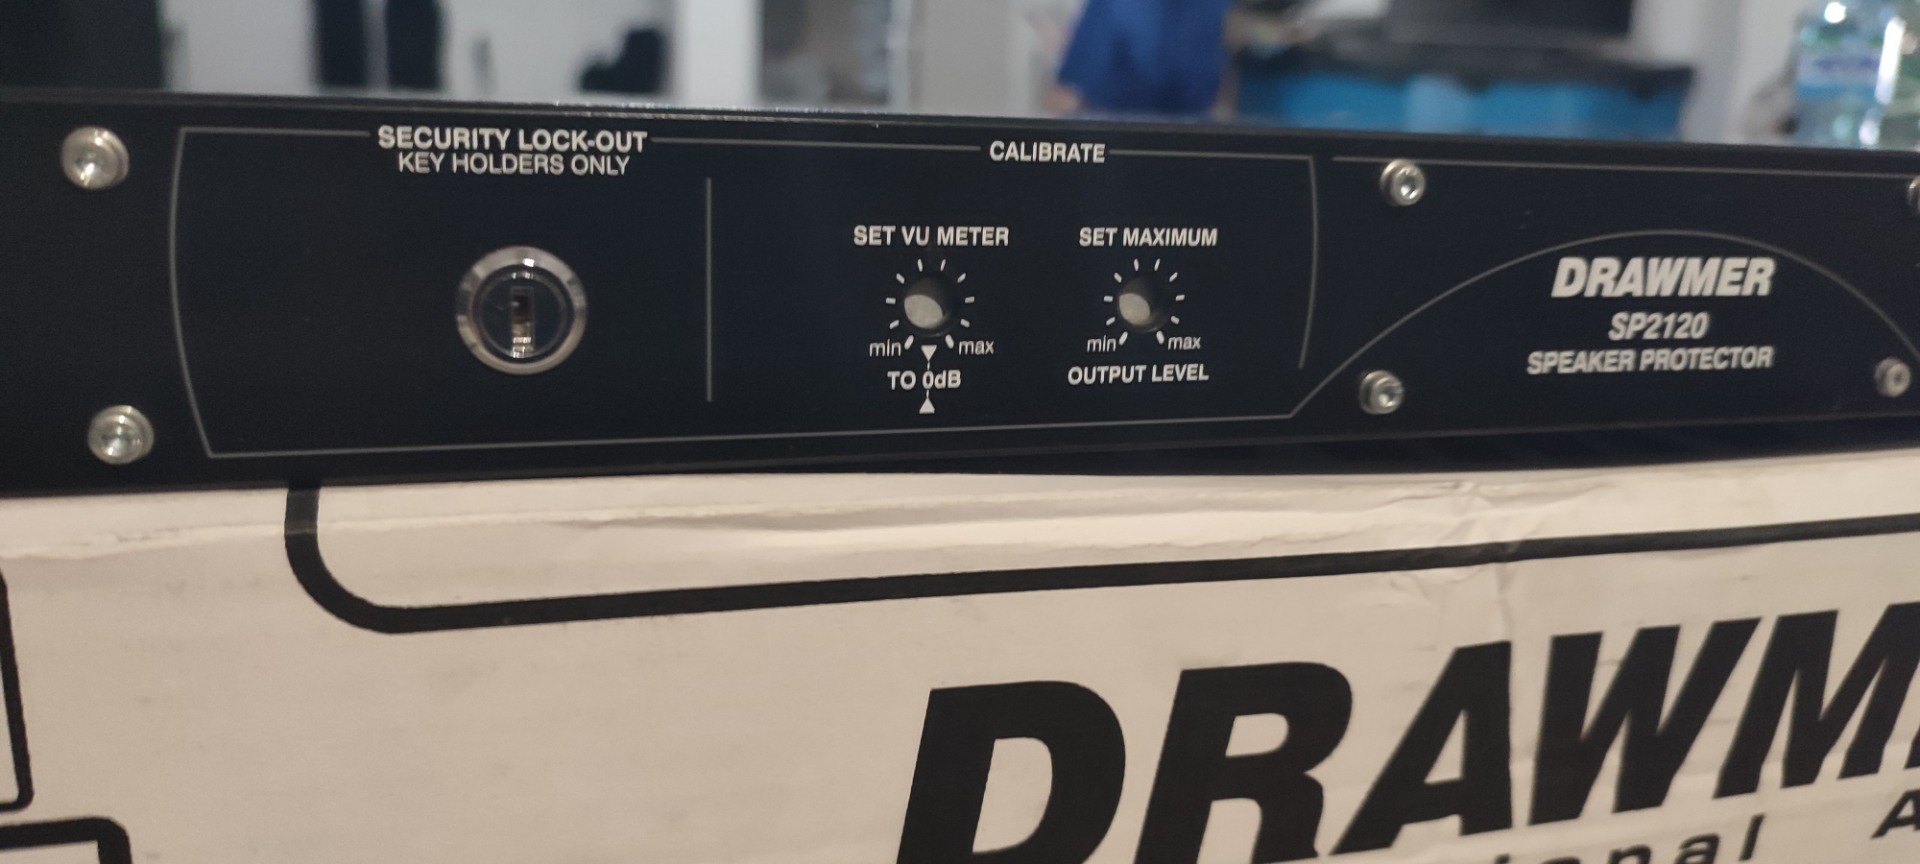 SECURITY LOCK-OUT
KEY HOLDERS ONLY
CALIBRATE
SET VU METER
min max
TO 0dB
SET MAXIMUM
min max
OUTPUT LEVEL
DRAWMER
SP2120
SPEAKER PROTECTOR
DRAWM